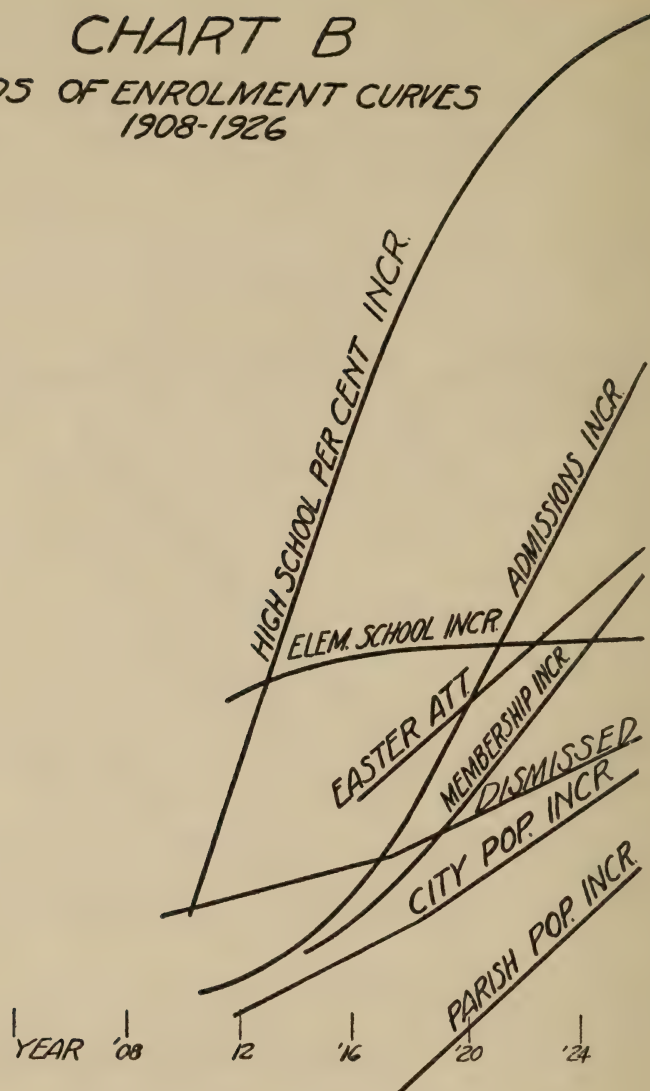 CHART B
OF ENROLMENT CURVES
1908-1926
HIGH SCHOOL PER CENT INCR.
ADMISSIONS INCR.
ELEM. SCHOOL INCR.
EASTER ATT.
MEMBERSHIP INCR
DISMISSED
CITY POP. INCR
PARISH POP. INCR.
YEAR '08 12 '16 '20 '24